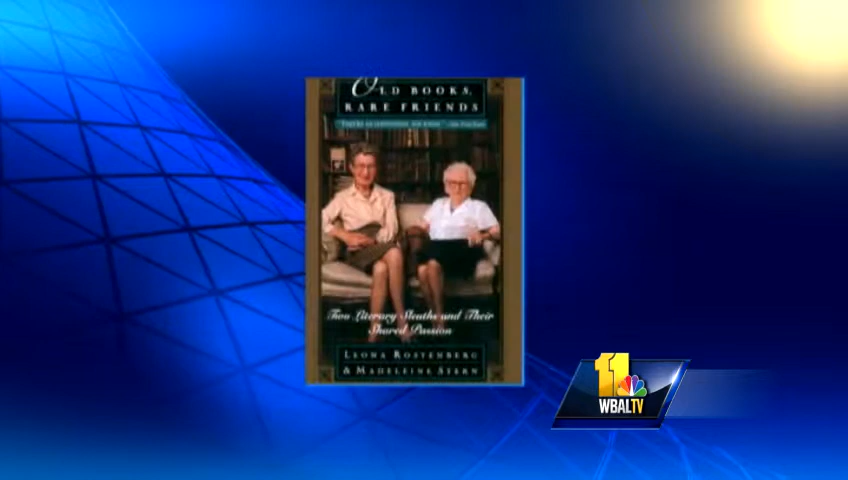 OLD BOOKS,
RARE FRIENDS
Two Literary Sleuths and Their
Shared Passion
LEONA ROSTENBERG
& MADELEINE STERN
11
WBALTV